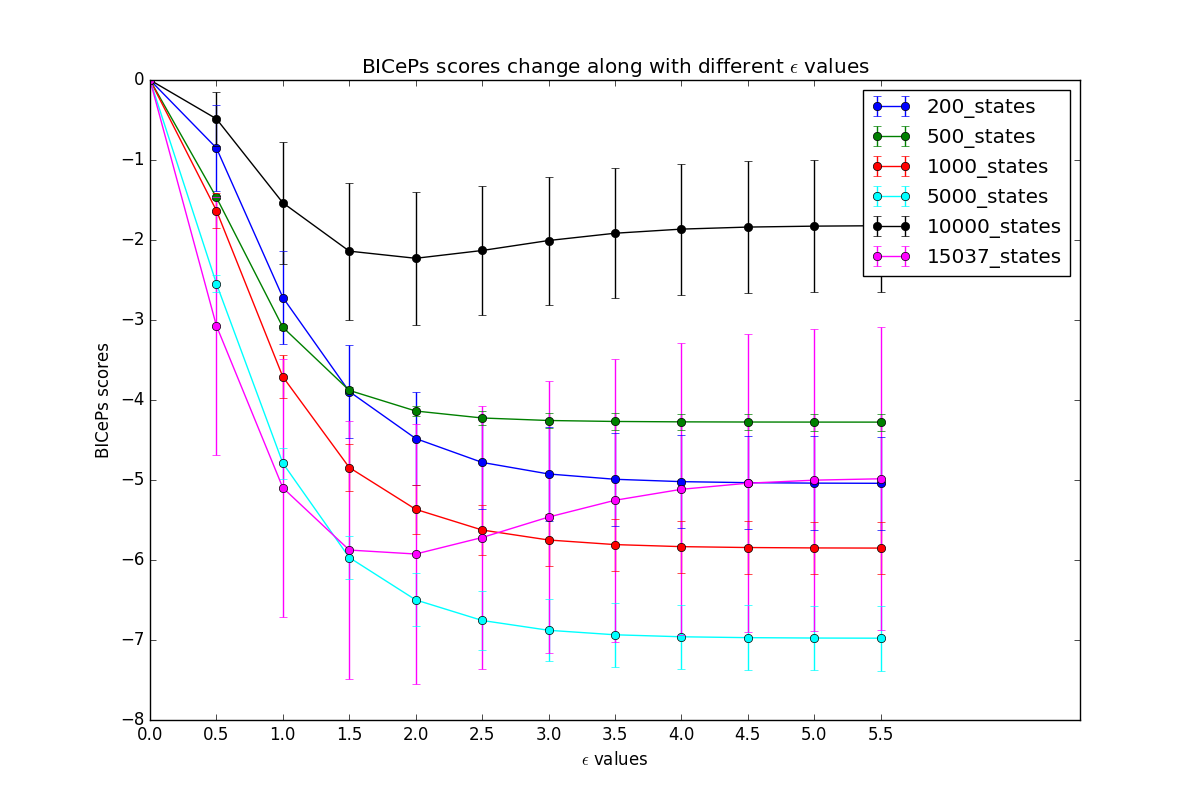 BICePs scores change along with different ϵ values
0
−1
−2
−3
−4
−5
−6
−7
−8
BICePs scores
200_states
500_states
1000_states
5000_states
10000_states
15037_states
0.0 0.5 1.0 1.5 2.0 2.5 3.0 3.5 4.0 4.5 5.0 5.5
ϵ values